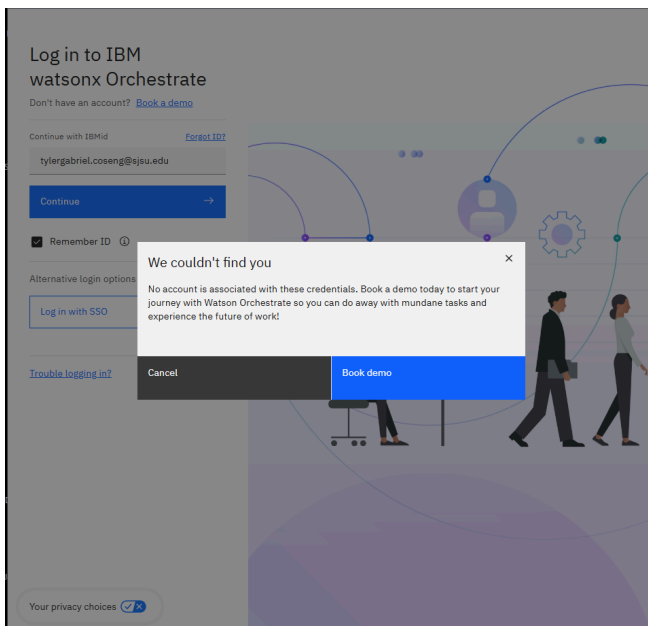 Log in to IBM
watsonx Orchestrate
Don't have an account? Book a demo
Continue with IBMid Forgot ID?
tylergabriel.coseng@sjsu.edu
Continue
Remember ID
Alternative login options
Log in with SSO
Trouble logging in?
We couldn't find you
No account is associated with these credentials. Book a demo today to start your
journey with Watson Orchestrate so you can do away with mundane tasks and
experience the future of work!
Cancel Book demo
Your privacy choices